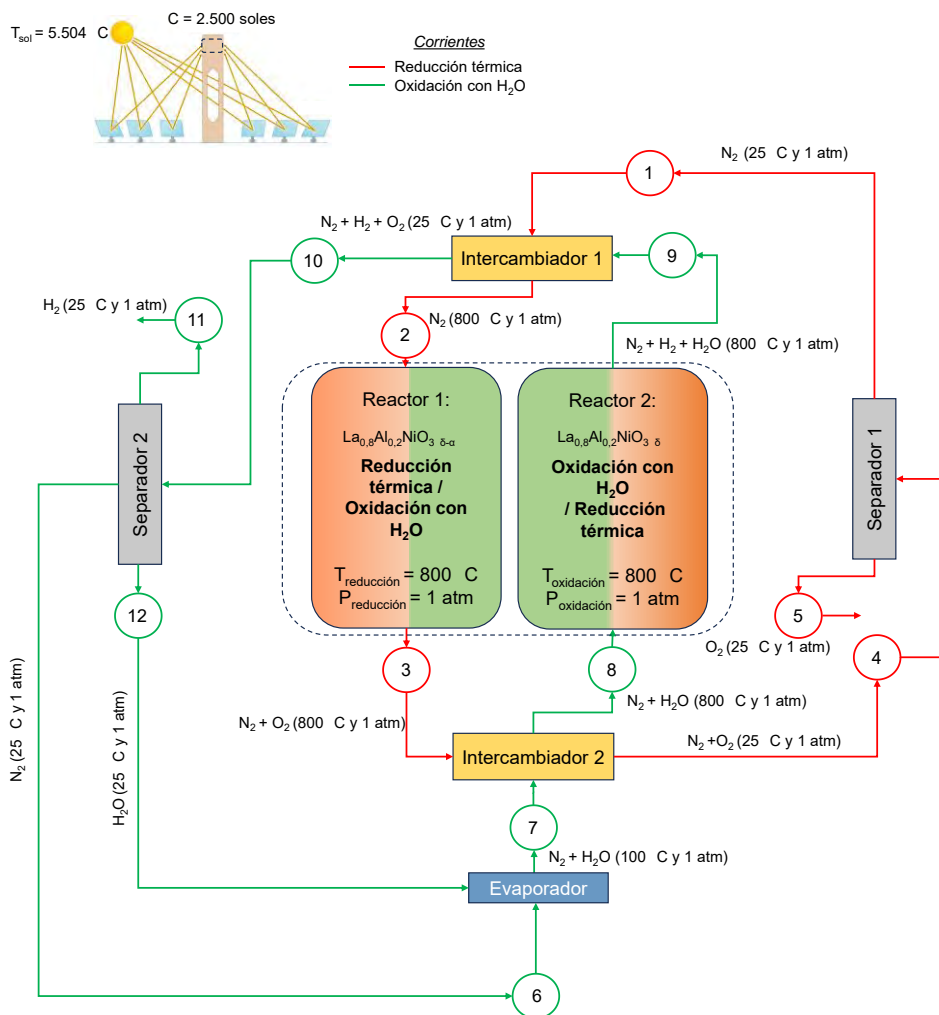 C = 2.500 soles
T_sol = 5.504 C
Corrientes
Reducción térmica
Oxidación con H₂O
N₂ (25 C y 1 atm)
1
N₂ + H₂ + O₂ (25 C y 1 atm)
Intercambiador 1
9
10
H₂ (25 C y 1 atm)
11
N₂ (800 C y 1 atm)
2
N₂ + H₂ + H₂O (800 C y 1 atm)
Reactor 1:
La₀,₈Al₀,₂NiO₃ δ-α
Reducción
térmica /
Oxidación con
H₂O
T_reducción = 800 C
P_reducción = 1 atm
Reactor 2:
La₀,₈Al₀,₂NiO₃ δ
Oxidación con
H₂O
/ Reducción
térmica
T_oxidación = 800 C
P_oxidación = 1 atm
Separador 2
Separador 1
12
5
O₂ (25 C y 1 atm)
4
3
8
N₂ + O₂ (800 C y 1 atm)
N₂ + H₂O (800 C y 1 atm)
Intercambiador 2
N₂ +O₂ (25 C y 1 atm)
N₂ (25 C y 1 atm)
H₂O (25 C y 1 atm)
7
N₂ + H₂O (100 C y 1 atm)
Evaporador
6